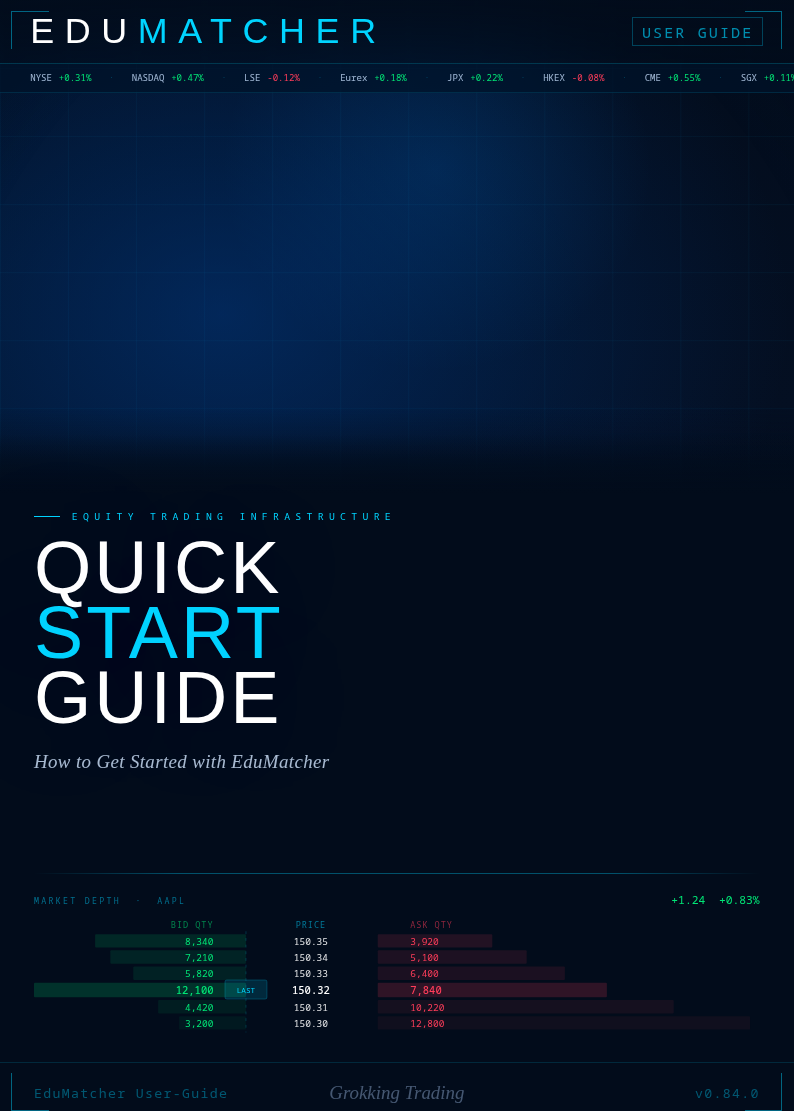 EDUMATCHER USER GUIDE
NYSE +0.31% · NASDAQ +0.47% LSE -0.12% Eurex +0.18% · JPX +0.22% · HKEX -0.08% · CME +0.55% · SGX +0.11%
EQUITY TRADING INFRASTRUCTURE
QUICK
START
GUIDE
How to Get Started with EduMatcher
MARKET DEPTH · AAPL +1.24 +0.83%
BID QTY PRICE ASK QTY
8,340 150.35 3,920
7,210 150.34 5,100
5,820 150.33 6,400
12,100 LAST 150.32 7,840
4,420 150.31 10,220
3,200 150.30 12,800
EduMatcher User-Guide Grokking Trading v0.84.0